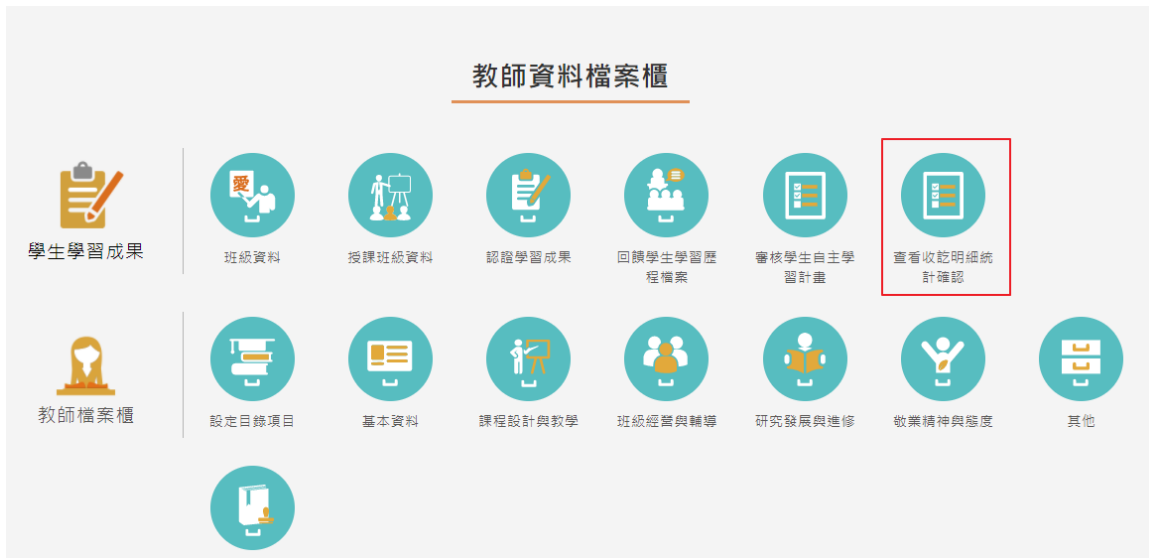 教師資料檔案櫃
愛
學生學習成果
班級資料
授課班級資料
認證學習成果
回饋學生學習歷
程檔案
審核學生自主學
習計畫
查看收訖明細統
計確認
教師檔案櫃
設定目錄項目
基本資料
課程設計與教學
班級經營與輔導
研究發展與進修
敬業精神與態度
其他